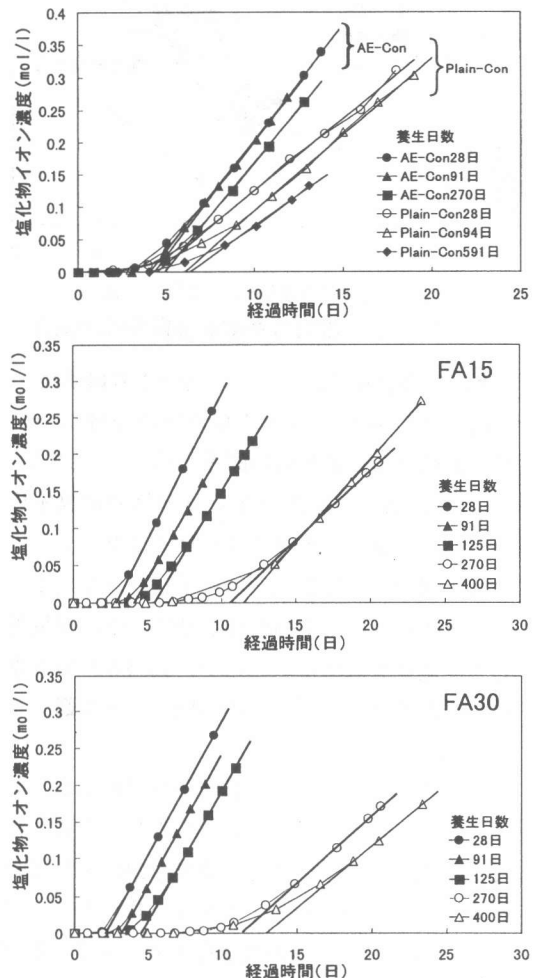 塩化物イオン濃度(mol/l)
0.4
0.35
0.3
0.25
0.2
0.15
0.1
0.05
0
AE-Con
Plain-Con
養生日数
AE-Con28日
AE-Con91日
AE-Con270日
Plain-Con28日
Plain-Con94日
Plain-Con591日
0 5 10 15 20 25
経過時間(日)
塩化物イオン濃度(mol/l)
0.35
0.3
0.25
0.2
0.15
0.1
0.05
0
FA15
養生日数
28日
91日
125日
270日
400日
0 5 10 15 20 25 30
経過時間(日)
塩化物イオン濃度(mol/l)
0.35
0.3
0.25
0.2
0.15
0.1
0.05
0
FA30
養生日数
28日
91日
125日
270日
400日
0 5 10 15 20 25 30
経過時間(日)